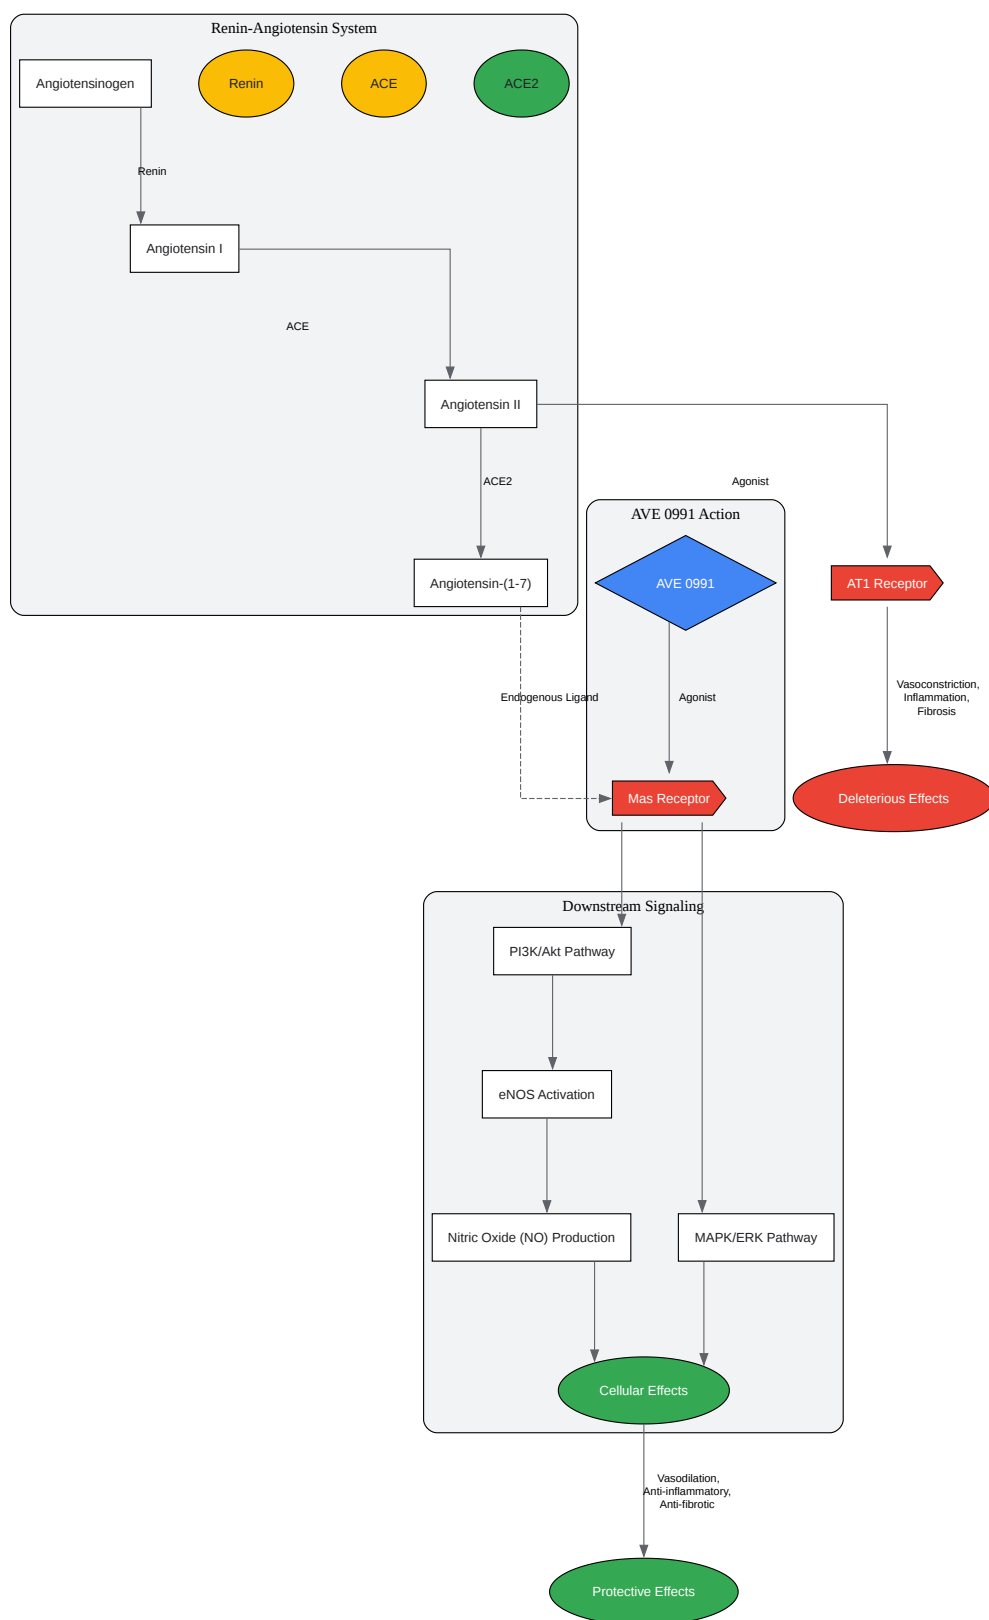 Renin-Angiotensin System
Angiotensinogen
Renin
ACE
ACE2
Renin
Angiotensin I
ACE
Angiotensin II
ACE2
Agonist
AVE 0991 Action
AVE 0991
Angiotensin-(1-7)
AT1 Receptor
Endogenous Ligand
Agonist
Vasoconstriction,
Inflammation,
Fibrosis
Mas Receptor
Deleterious Effects
Downstream Signaling
PI3K/Akt Pathway
eNOS Activation
Nitric Oxide (NO) Production
MAPK/ERK Pathway
Cellular Effects
Vasodilation,
Anti-inflammatory,
Anti-fibrotic
Protective Effects